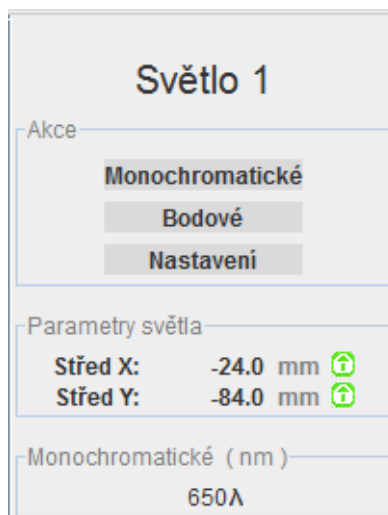 Světlo 1
Akce
Monochromatické
Bodové
Nastavení
Parametry světla
Střed X: -24.0 mm
Střed Y: -84.0 mm
Monochromatické ( nm )
650λ